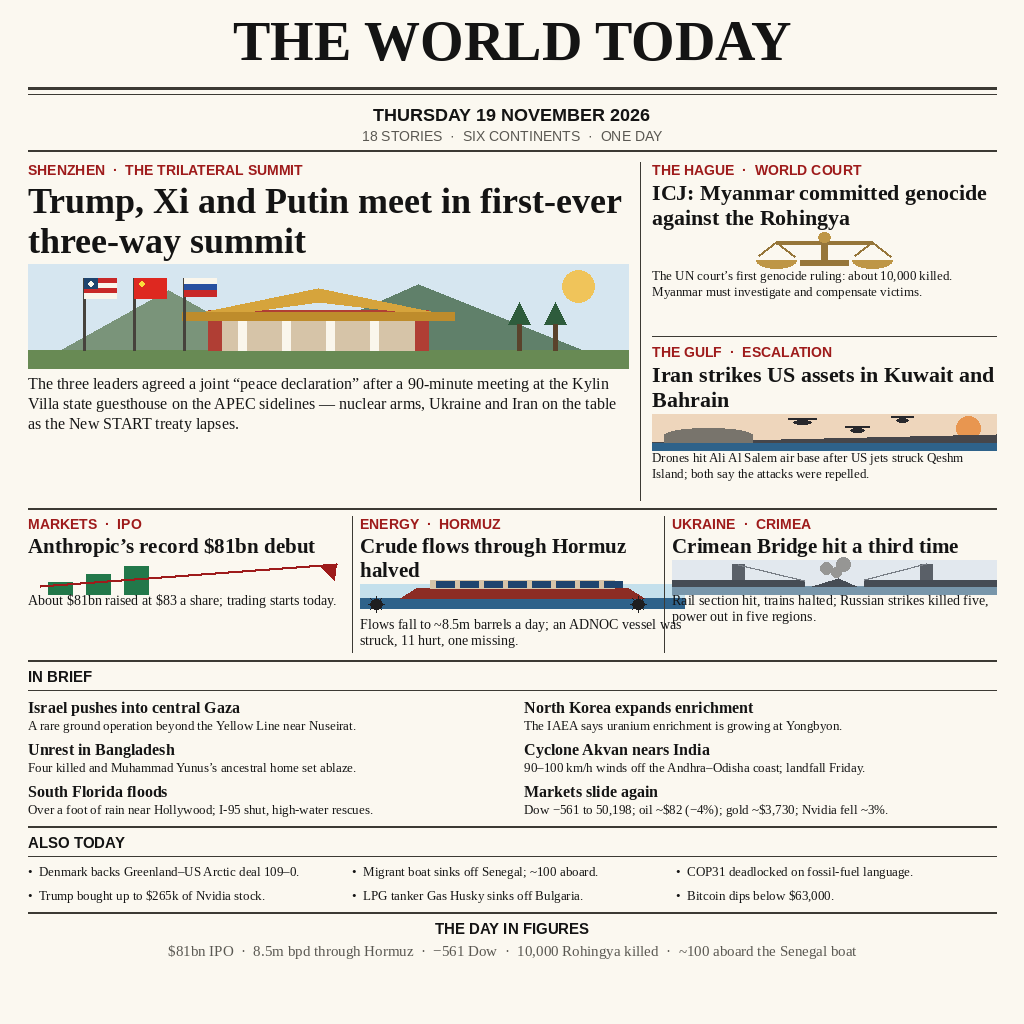 THE WORLD TODAY
THURSDAY 19 NOVEMBER 2026
18 STORIES · SIX CONTINENTS · ONE DAY
SHENZHEN · THE TRILATERAL SUMMIT
Trump, Xi and Putin meet in first-ever
three-way summit
The three leaders agreed a joint “peace declaration” after a 90-minute meeting at the Kylin
Villa state guesthouse on the APEC sidelines — nuclear arms, Ukraine and Iran on the table
as the New START treaty lapses.
THE HAGUE · WORLD COURT
ICJ: Myanmar committed genocide
against the Rohingya
The UN court’s first genocide ruling: about 10,000 killed.
Myanmar must investigate and compensate victims.
THE GULF · ESCALATION
Iran strikes US assets in Kuwait and
Bahrain
Drones hit Ali Al Salem air base after US jets struck Qeshm
Island; both say the attacks were repelled.
MARKETS · IPO
Anthropic’s record $81bn debut
About $81bn raised at $83 a share; trading starts today.
ENERGY · HORMUZ
Crude flows through Hormuz
halved
Flows fall to ~8.5m barrels a day; an ADNOC vessel was
struck, 11 hurt, one missing.
UKRAINE · CRIMEA
Crimean Bridge hit a third time
Rail section hit, trains halted; Russian strikes killed five,
power out in five regions.
IN BRIEF
Israel pushes into central Gaza
A rare ground operation beyond the Yellow Line near Nuseirat.
Unrest in Bangladesh
Four killed and Muhammad Yunus’s ancestral home set ablaze.
South Florida floods
Over a foot of rain near Hollywood; I-95 shut, high-water rescues.
North Korea expands enrichment
The IAEA says uranium enrichment is growing at Yongbyon.
Cyclone Akvan nears India
90–100 km/h winds off the Andhra–Odisha coast; landfall Friday.
Markets slide again
Dow −561 to 50,198; oil ~$82 (−4%); gold ~$3,730; Nvidia fell ~3%.
ALSO TODAY
• Denmark backs Greenland–US Arctic deal 109–0.
• Migrant boat sinks off Senegal; ~100 aboard.
• COP31 deadlocked on fossil-fuel language.
• Trump bought up to $265k of Nvidia stock.
• LPG tanker Gas Husky sinks off Bulgaria.
• Bitcoin dips below $63,000.
THE DAY IN FIGURES
$81bn IPO · 8.5m bpd through Hormuz · −561 Dow · 10,000 Rohingya killed · ~100 aboard the Senegal boat